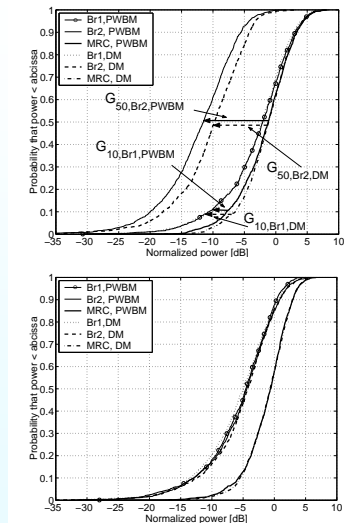 1
0.9
0.8
0.7
0.6
0.5
0.4
0.3
0.2
0.1
0
Probability that power < aboissa
Br1,PWBM
Br2, PWBM
MRC, PWBM
Br1,DM
Br2, DM
MRC, DM
G50,Br2,PWBM
G10,Br1,PWBM
G50,Br2,DM
G10,Br1,DM
-35 -30 -25 -20 -15 -10 -5 0 5 10
Normalized power [dB]
1
0.9
0.8
0.7
0.6
0.5
0.4
0.3
0.2
0.1
0
Probability that power < aboissa
Br1,PWBM
Br2, PWBM
MRC, PWBM
Br1,DM
Br2, DM
MRC, DM
-35 -30 -25 -20 -15 -10 -5 0 5 10
Normalized power [dB]